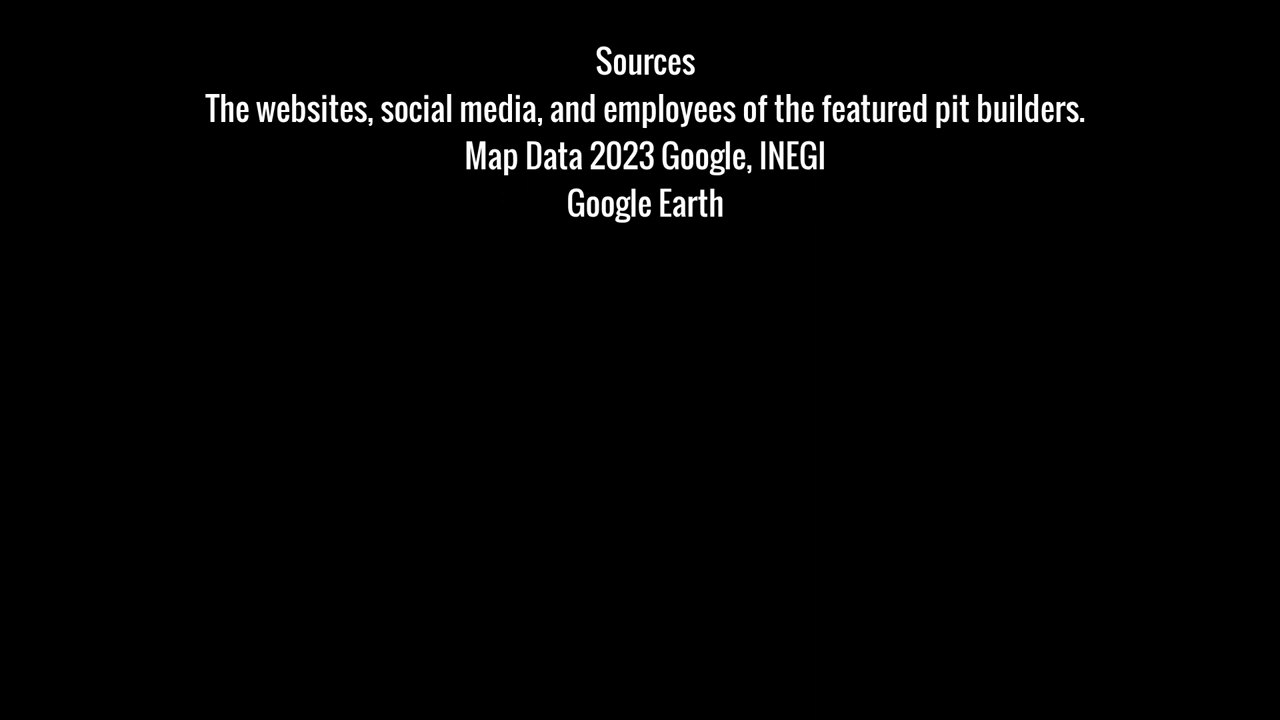 Sources
The websites, social media, and employees of the featured pit builders.
Map Data 2023 Google, INEGI
Google Earth